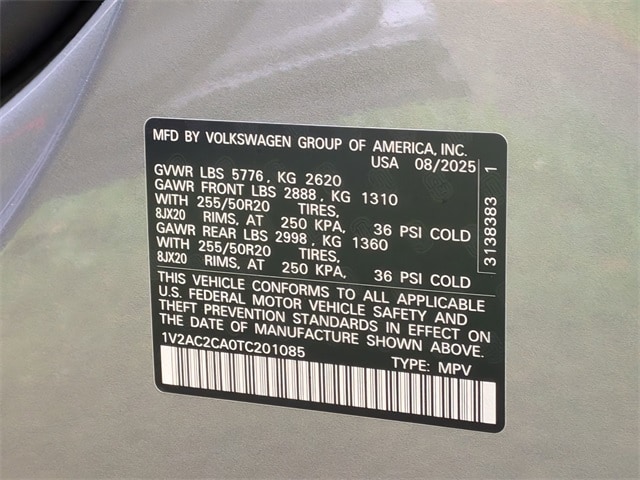 MFD BY VOLKSWAGEN GROUP OF AMERICA, INC.
USA 08/2025
GVWR LBS 5776, KG 2620
GAWR FRONT LBS 2888, KG 1310
WITH 255/50R20 TIRES,
8JX20 RIMS, AT 250 KPA, 36 PSI COLD
GAWR REAR LBS 2998, KG 1360
WITH 255/50R20 TIRES,
8JX20 RIMS, AT 250 KPA, 36 PSI COLD
THIS VEHICLE CONFORMS TO ALL APPLICABLE
U.S. FEDERAL MOTOR VEHICLE SAFETY AND
THEFT PREVENTION STANDARDS IN EFFECT ON
THE DATE OF MANUFACTURE SHOWN ABOVE.
1V2AC2CA0TC201085 TYPE: MPV
3138383 1